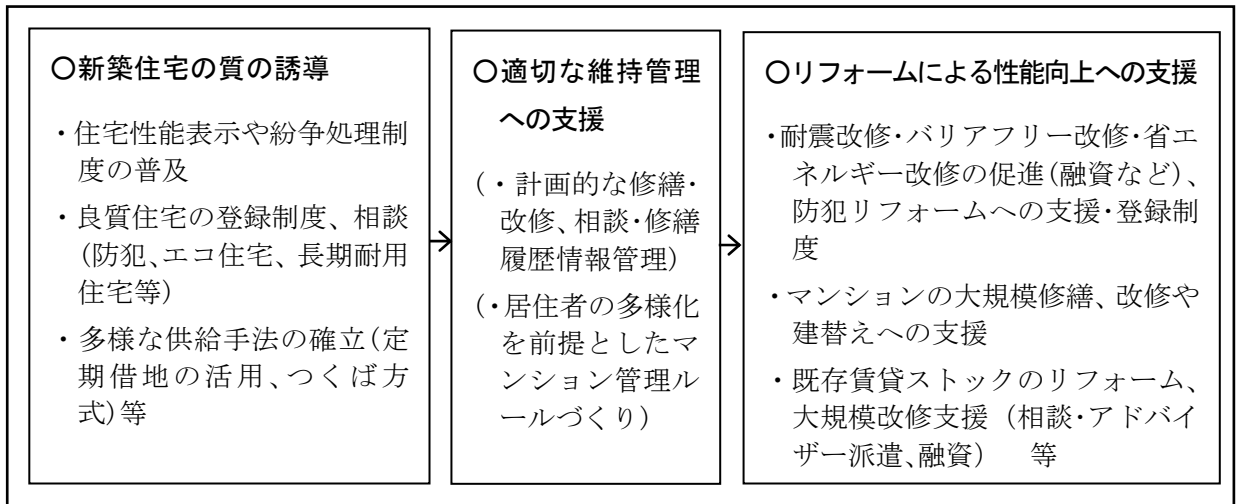 〇新築住宅の質の誘導
・住宅性能表示や紛争処理制
度の普及
・良質住宅の登録制度、相談
(防犯、エコ住宅、長期耐用
住宅等)
・多様な供給手法の確立(定
期借地の活用、つくば方
式)等
→
〇適切な維持管理
への支援
(・計画的な修繕・
改修、相談・修繕
履歴情報管理)
(・居住者の多様化
を前提としたマ
ンション管理ル
ールづくり)
→
〇リフォームによる性能向上への支援
・耐震改修・バリアフリー改修・省エ
ネルギー改修の促進(融資など)、
防犯リフォームへの支援・登録制
度
・マンションの大規模修繕、改修や
建替えへの支援
・既存賃貸ストックのリフォーム、
大規模改修支援(相談・アドバイ
ザー派遣、融資)　等